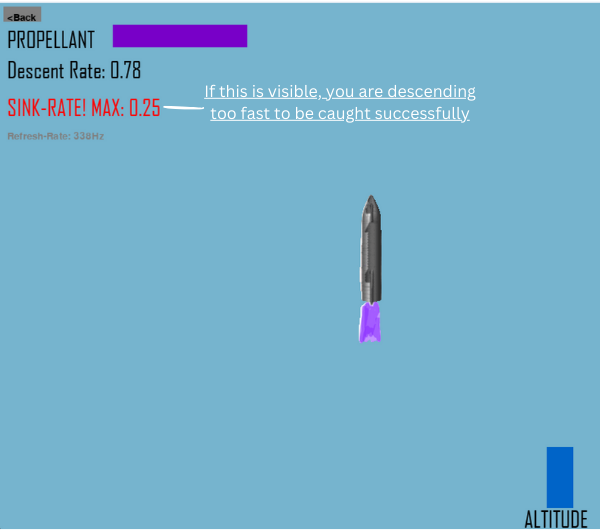 <Back
PROPELLANT
Descent Rate: 0.78
SINK-RATE! MAX: 0.25
If this is visible, you are descending
too fast to be caught successfully
Refresh-Rate: 338Hz
ALTITUDE